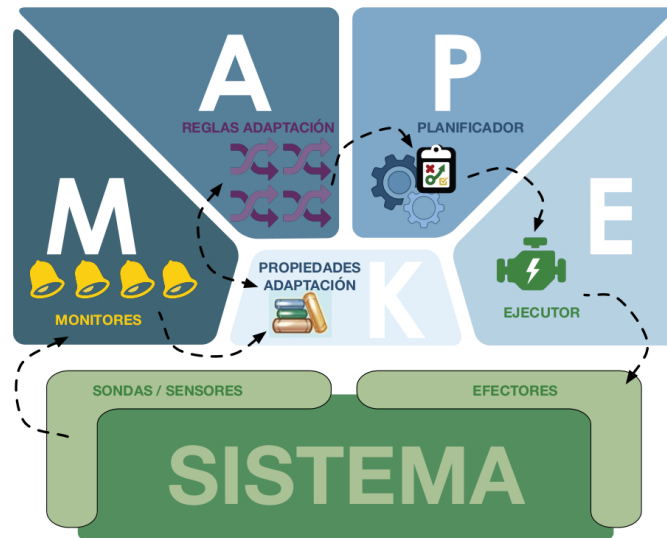 A
P
REGLAS ADAPTACIÓN
PLANIFICADOR
M
E
PROPIEDADES
ADAPTACIÓN
K
MONITORES
EJECUTOR
SONDAS / SENSORES
EFECTORES
SISTEMA